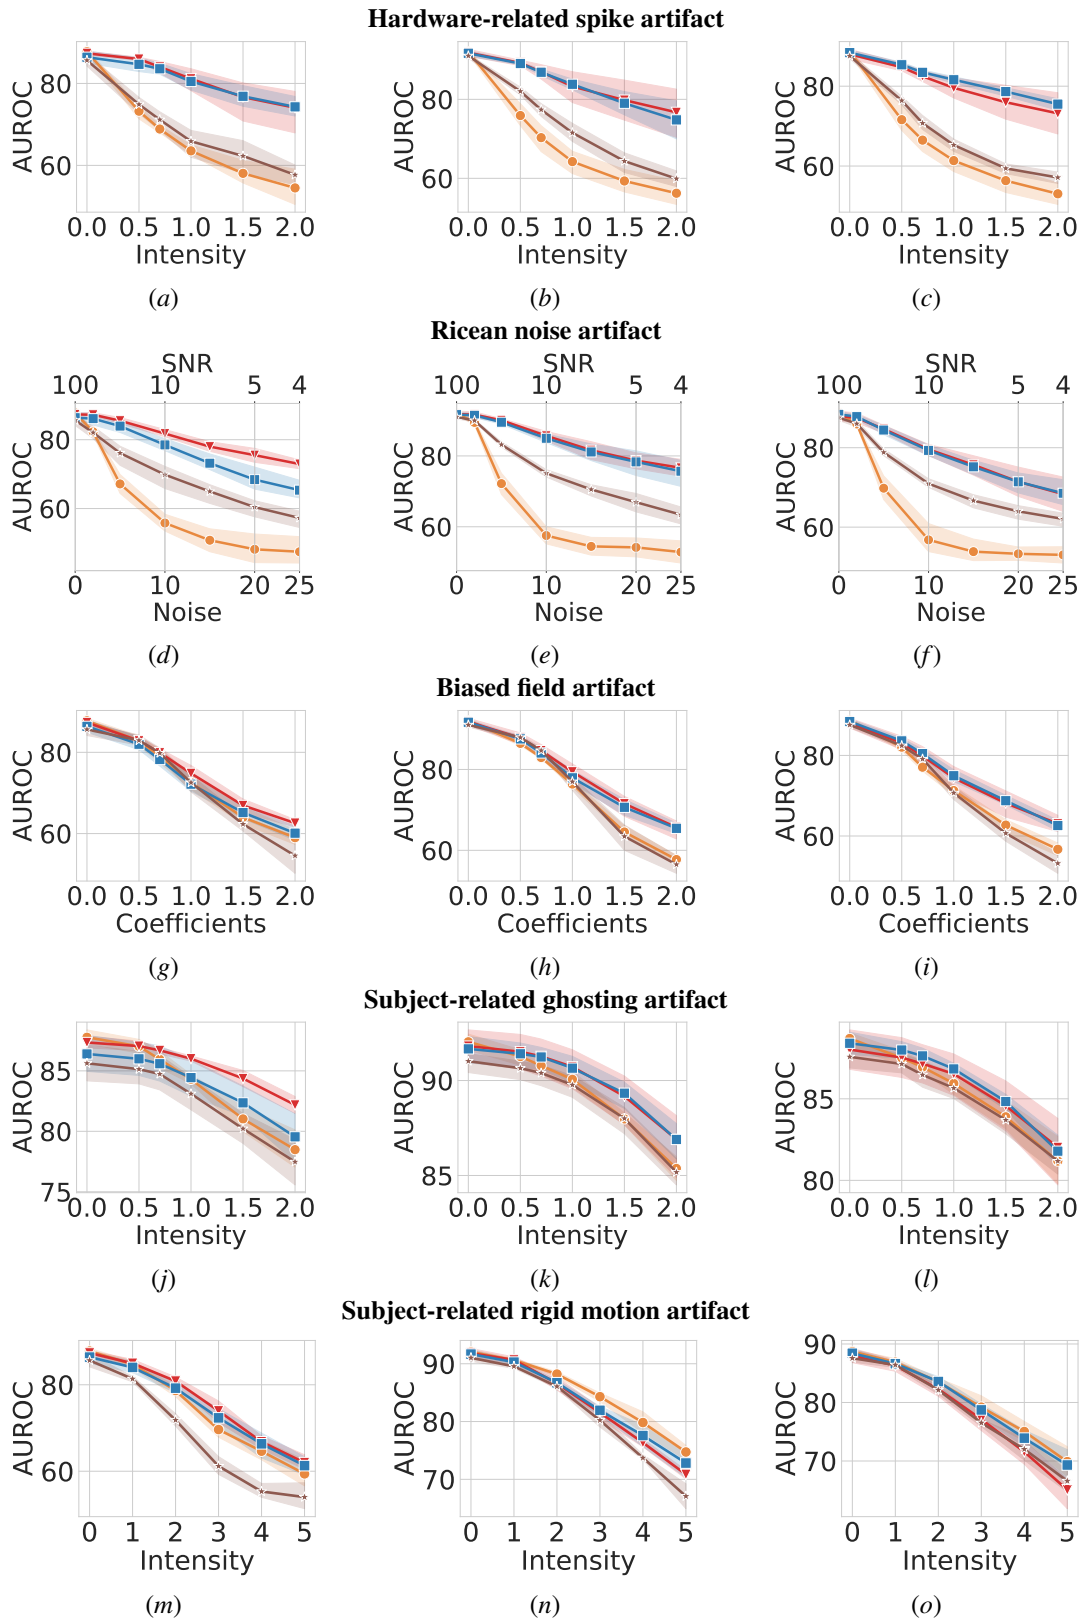 Hardware-related spike artifact
AUROC 80 60 AUROC 80 60 AUROC 80 60
0.0 0.5 1.0 1.5 2.0 0.0 0.5 1.0 1.5 2.0 0.0 0.5 1.0 1.5 2.0
Intensity Intensity Intensity
(a) (b) (c)
Ricean noise artifact
SNR SNR SNR
100 10 5 4 100 10 5 4 100 10 5 4
AUROC 80 60 AUROC 80 60 AUROC 80 60
0 10 20 25 0 10 20 25 0 10 20 25
Noise Noise Noise
(d) (e) (f)
Biased field artifact
AUROC 80 60 AUROC 80 60 AUROC 80 60
0.0 0.5 1.0 1.5 2.0 0.0 0.5 1.0 1.5 2.0 0.0 0.5 1.0 1.5 2.0
Coefficients Coefficients Coefficients
(g) (h) (i)
Subject-related ghosting artifact
AUROC 85 80 75 AUROC 90 85 AUROC 85 80
0.0 0.5 1.0 1.5 2.0 0.0 0.5 1.0 1.5 2.0 0.0 0.5 1.0 1.5 2.0
Intensity Intensity Intensity
(j) (k) (l)
Subject-related rigid motion artifact
AUROC 80 60 AUROC 90 80 70 AUROC 90 80 70
0 1 2 3 4 5 0 1 2 3 4 5 0 1 2 3 4 5
Intensity Intensity Intensity
(m) (n) (o)